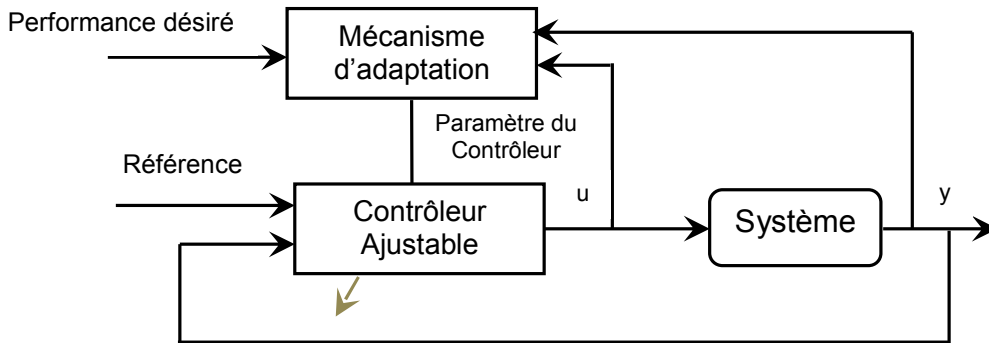 Performance désiré
Mécanisme
d'adaptation
Paramètre du
Contrôleur
Référence
Contrôleur
Ajustable
u
Système
y